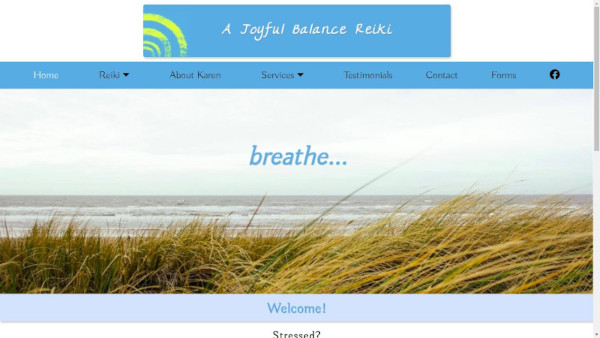 A Joyful Balance Reiki
Home Reiki About Karen Services Testimonials Contact Forms
breathe...
Welcome!
Stressed?